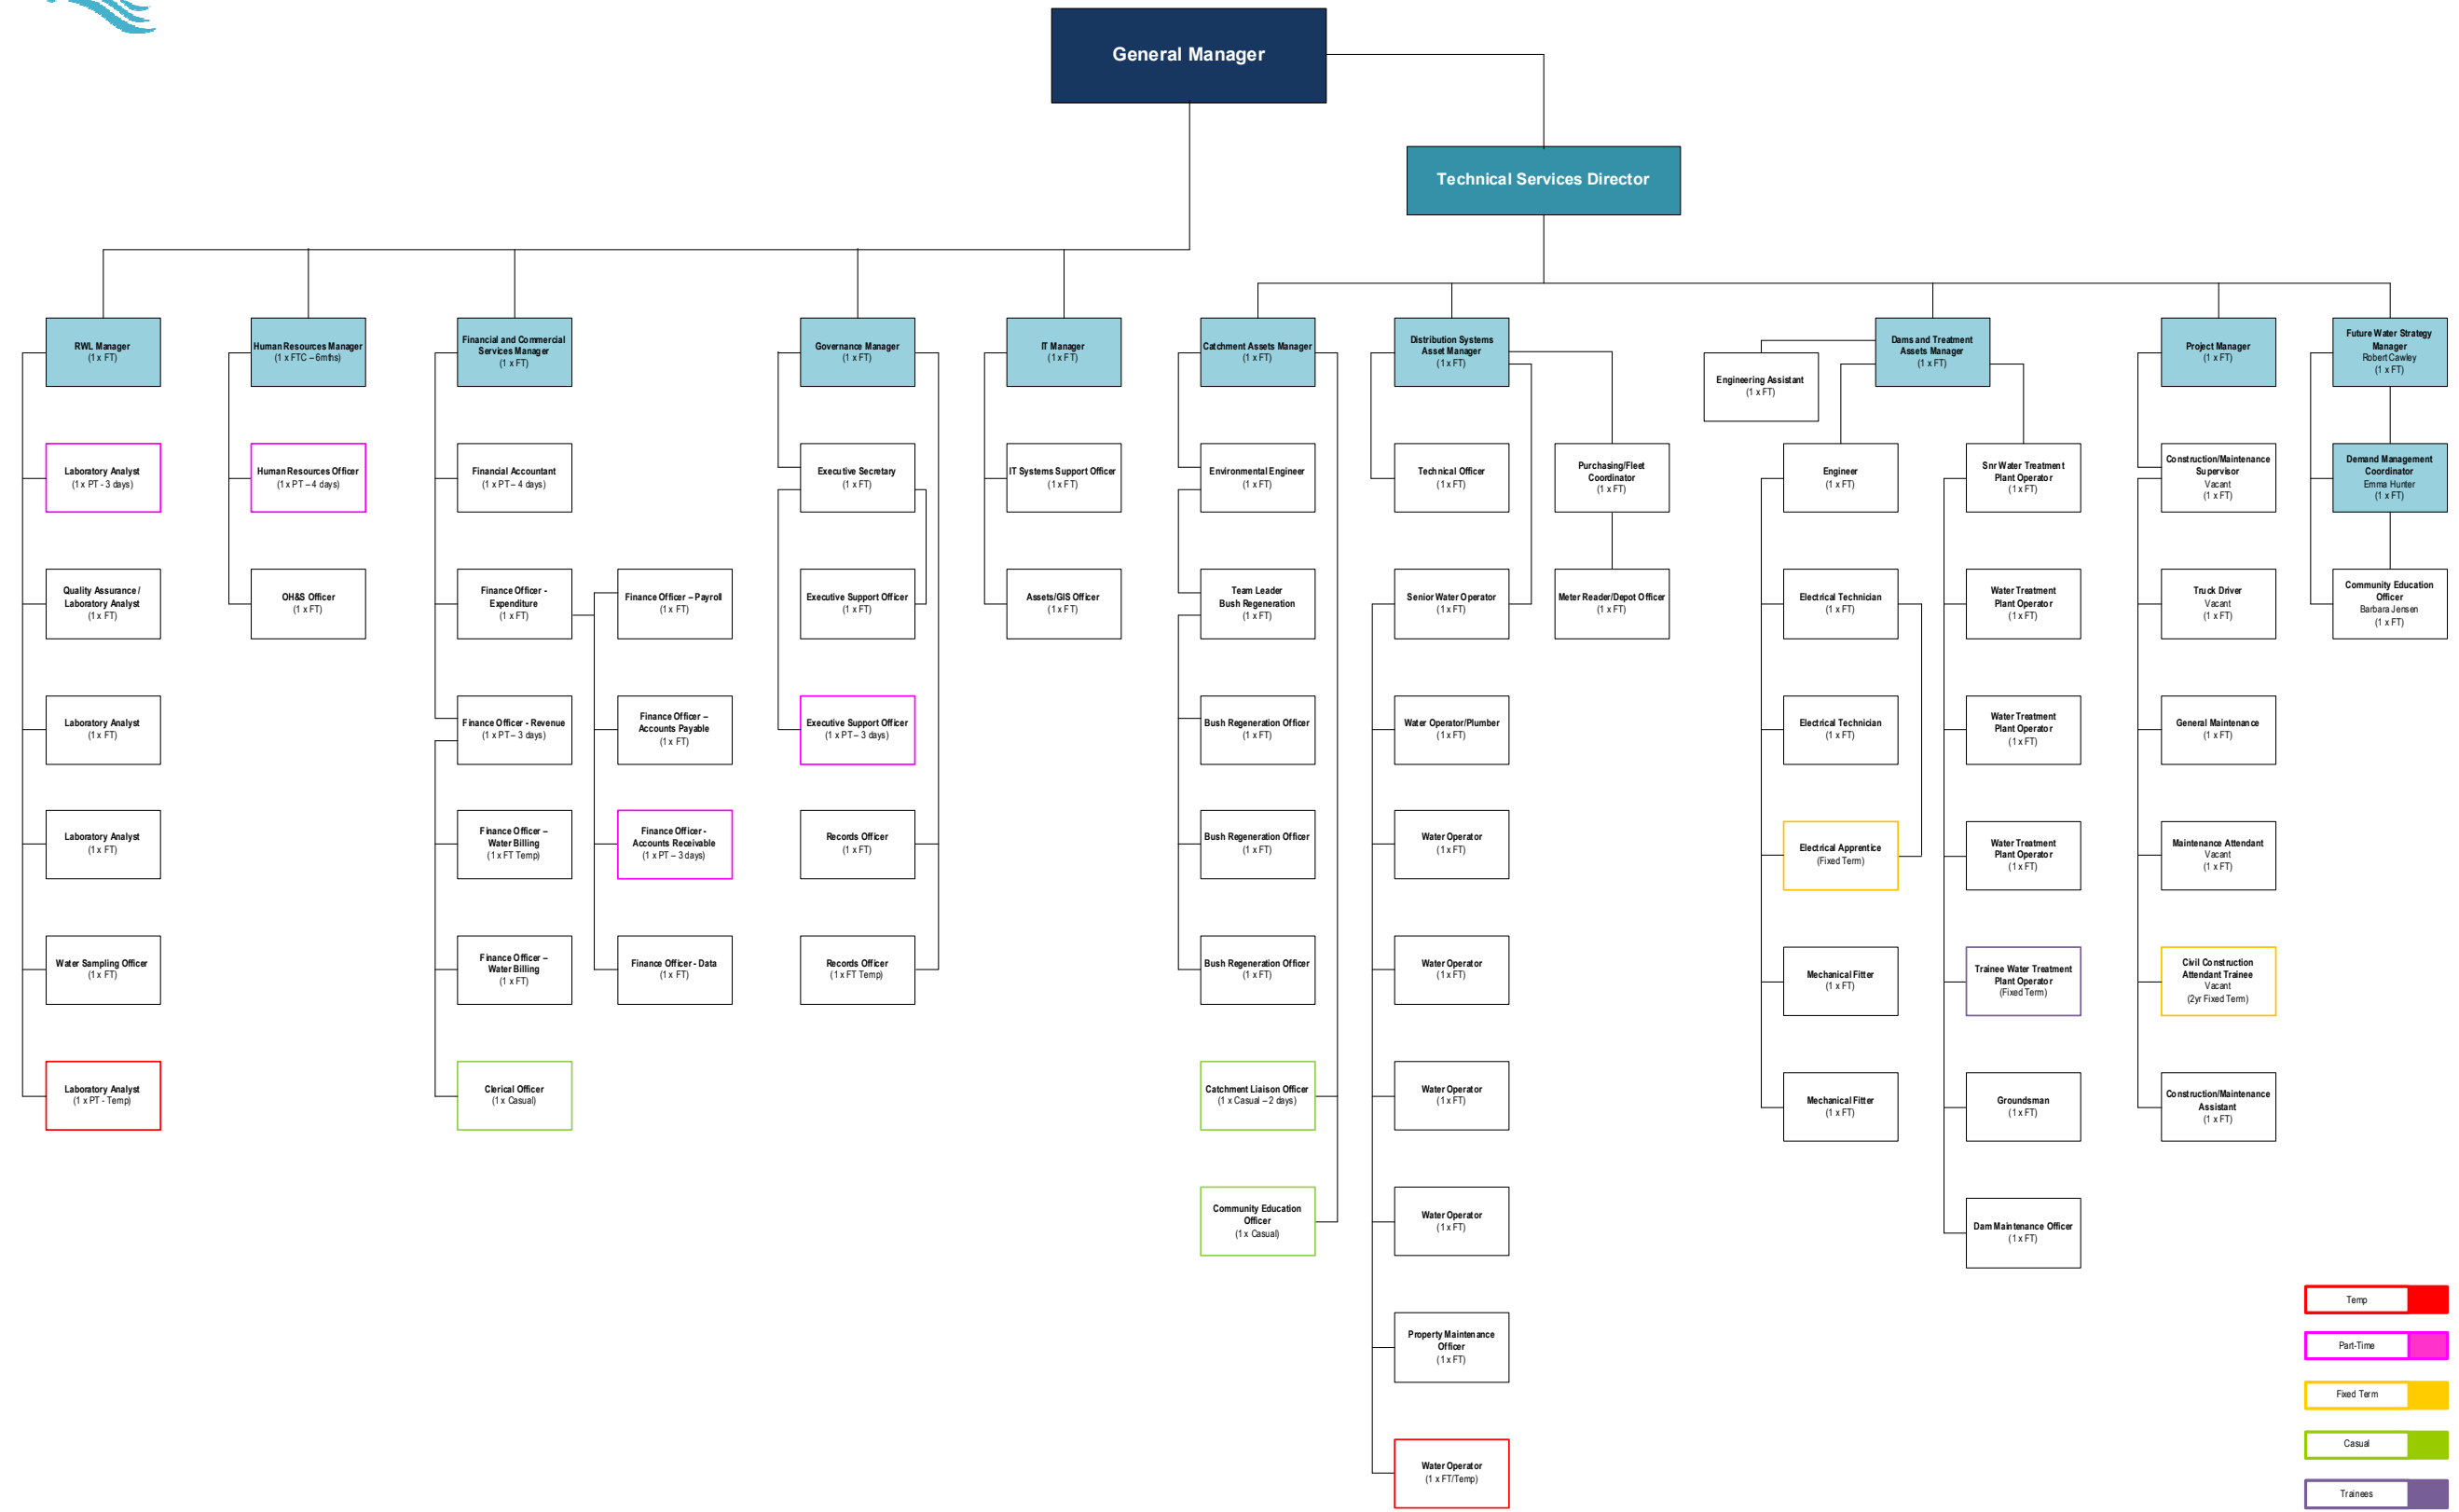 General Manager
Technical Services Director
RWL Manager
(1 x FT)
Human Resources Manager
(1 x FTC – 6mths)
Financial and Commercial
Services Manager
(1 x FT)
Governance Manager
(1 x FT)
IT Manager
(1 x FT)
Catchment Assets Manager
(1 x FT)
Distribution Systems
Asset Manager
(1 x FT)
Engineering Assistant
(1 x FT)
Dams and Treatment
Assets Manager
(1 x FT)
Project Manager
(1 x FT)
Future Water Strategy
Manager
Robert Cawley
(1 x FT)
Laboratory Analyst
(1 x PT - 3 days)
Human Resources Officer
(1 x PT – 4 days)
Financial Accountant
(1 x PT – 4 days)
Executive Secretary
(1 x FT)
IT Systems Support Officer
(1 x FT)
Environmental Engineer
(1 x FT)
Technical Officer
(1 x FT)
Purchasing/Fleet
Coordinator
(1 x FT)
Engineer
(1 x FT)
Snr Water Treatment
Plant Operator
(1 x FT)
Construction/Maintenance
Supervisor
Vacant
(1 x FT)
Demand Management
Coordinator
Emma Hunter
(1 x FT)
Quality Assurance /
Laboratory Analyst
(1 x FT)
OH&S Officer
(1 x FT)
Finance Officer -
Expenditure
(1 x FT)
Finance Officer – Payroll
(1 x FT)
Executive Support Officer
(1 x FT)
Assets/GIS Officer
(1 x FT)
Team Leader
Bush Regeneration
(1 x FT)
Senior Water Operator
(1 x FT)
Meter Reader/Depot Officer
(1 x FT)
Electrical Technician
(1 x FT)
Water Treatment
Plant Operator
(1 x FT)
Truck Driver
Vacant
(1 x FT)
Community Education
Officer
Barbara Jensen
(1 x FT)
Laboratory Analyst
(1 x FT)
Finance Officer - Revenue
(1 x PT – 3 days)
Finance Officer –
Accounts Payable
(1 x FT)
Executive Support Officer
(1 x PT – 3 days)
Bush Regeneration Officer
(1 x FT)
Water Operator/Plumber
(1 x FT)
Electrical Technician
(1 x FT)
Water Treatment
Plant Operator
(1 x FT)
General Maintenance
(1 x FT)
Laboratory Analyst
(1 x FT)
Finance Officer –
Water Billing
(1 x FT Temp)
Finance Officer -
Accounts Receivable
(1 x PT – 3 days)
Records Officer
(1 x FT)
Bush Regeneration Officer
(1 x FT)
Water Operator
(1 x FT)
Electrical Apprentice
(Fixed Term)
Water Treatment
Plant Operator
(1 x FT)
Maintenance Attendant
Vacant
(1 x FT)
Water Sampling Officer
(1 x FT)
Finance Officer –
Water Billing
(1 x FT)
Finance Officer - Data
(1 x FT)
Records Officer
(1 x FT Temp)
Bush Regeneration Officer
(1 x FT)
Water Operator
(1 x FT)
Mechanical Fitter
(1 x FT)
Trainee Water Treatment
Plant Operator
(Fixed Term)
Civil Construction
Attendant Trainee
Vacant
(2yr Fixed Term)
Laboratory Analyst
(1 x PT - Temp)
Clerical Officer
(1 x Casual)
Catchment Liaison Officer
(1 x Casual – 2 days)
Water Operator
(1 x FT)
Mechanical Fitter
(1 x FT)
Groundsman
(1 x FT)
Construction/Maintenance
Assistant
(1 x FT)
Community Education
Officer
(1 x Casual)
Water Operator
(1 x FT)
Dam Maintenance Officer
(1 x FT)
Property Maintenance
Officer
(1 x FT)
Water Operator
(1 x FT/Temp)
Temp
Part-Time
Fixed Term
Casual
Trainees